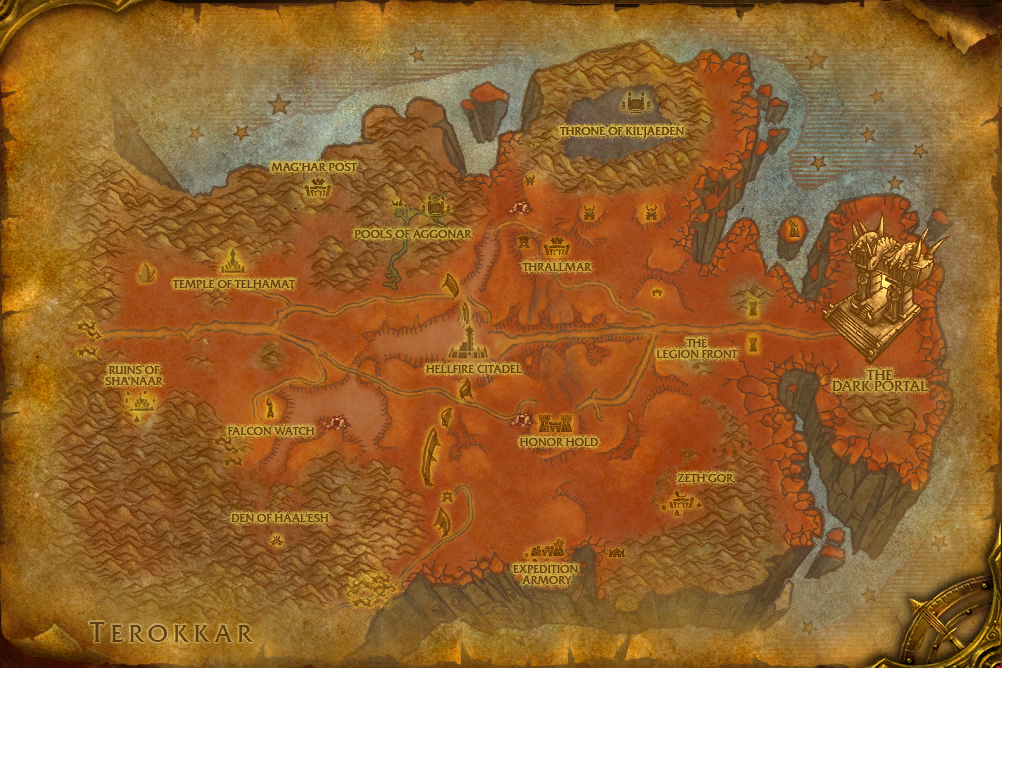 THRONE OF KIL'JAEDEN
MAG'HAR POST
POOLS OF AGGONAR
THRALLMAR
TEMPLE OF TELHAMAT
THE
LEGION FRONT
HELLFIRE CITADEL
RUINS OF
SHA'NAAR
THE
DARK PORTAL
FALCON WATCH
HONOR HOLD
ZETH'GOR
DEN OF HAAL'ESH
EXPEDITION
ARMORY
TEROKKAR